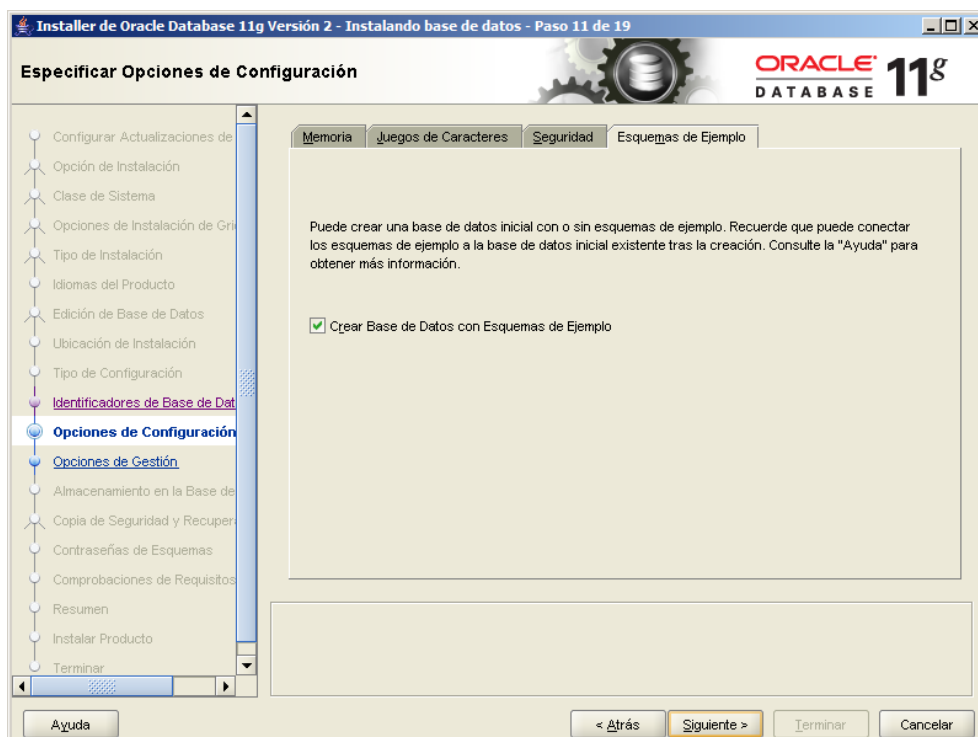 Installer de Oracle Database 11g Versión 2 - Instalando base de datos - Paso 11 de 19
Especificar Opciones de Configuración
ORACLE
DATABASE
11g
Configurar Actualizaciones de
Opción de Instalación
Clase de Sistema
Opciones de Instalación de Gri
Tipo de Instalación
Idiomas del Producto
Edición de Base de Datos
Ubicación de Instalación
Tipo de Configuración
Identificadores de Base de Dat
Opciones de Configuración
Opciones de Gestión
Almacenamiento en la Base de
Copia de Seguridad y Recuper
Contraseñas de Esquemas
Comprobaciones de Requisitos
Resumen
Instalar Producto
Terminar
Memoria
Juegos de Caracteres
Seguridad
Esquemas de Ejemplo
Puede crear una base de datos inicial con o sin esquemas de ejemplo. Recuerde que puede conectar
los esquemas de ejemplo a la base de datos inicial existente tras la creación. Consulte la "Ayuda" para
obtener más información.
Crear Base de Datos con Esquemas de Ejemplo
Ayuda
< Atrás
Siguiente >
Terminar
Cancelar